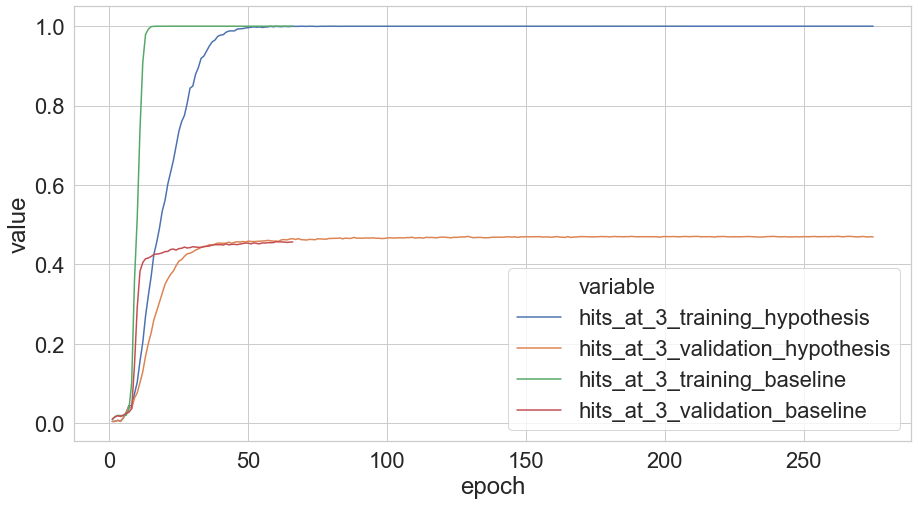 1.0
0.8
0.6
0.4
0.2
0.0
value
0
50
100
150
200
250
epoch
variable
hits_at_3_training_hypothesis
hits_at_3_validation_hypothesis
hits_at_3_training_baseline
hits_at_3_validation_baseline